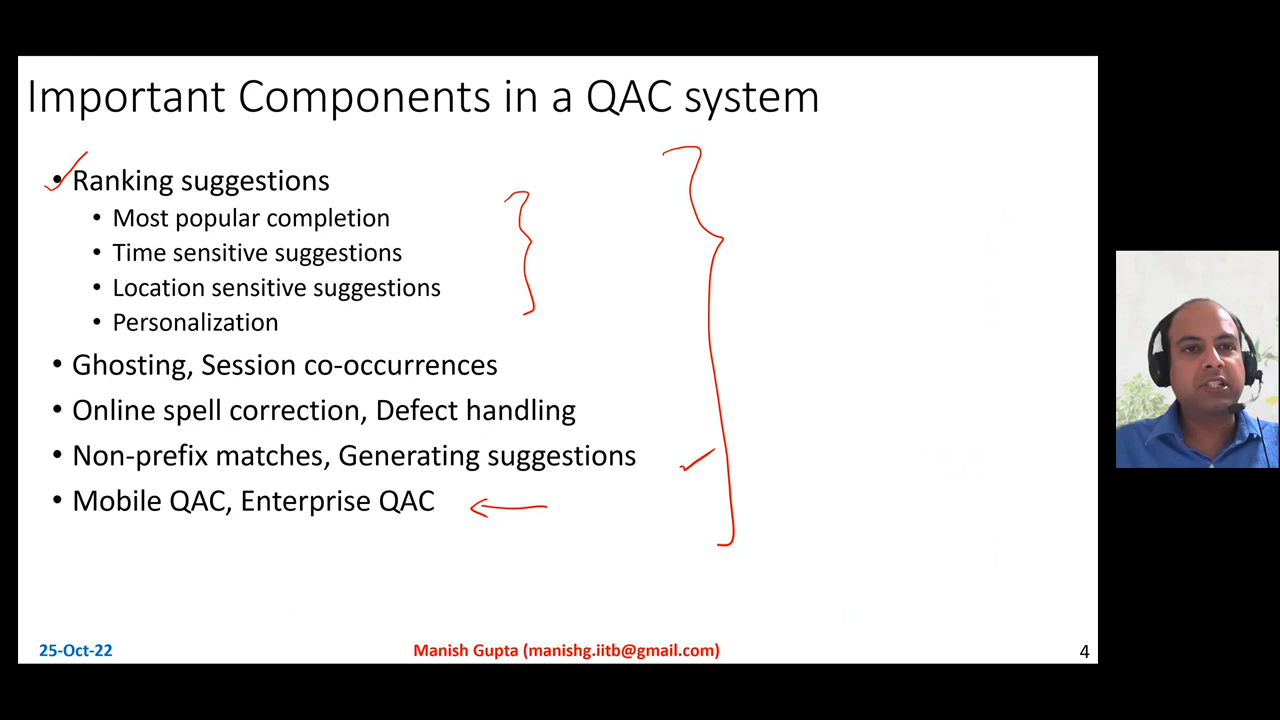 Important Components in a QAC system
• Ranking suggestions
• Most popular completion
• Time sensitive suggestions
• Location sensitive suggestions
• Personalization
• Ghosting, Session co-occurrences
• Online spell correction, Defect handling
• Non-prefix matches, Generating suggestions
• Mobile QAC, Enterprise QAC
25-Oct-22
Manish Gupta (manishg.iitb@gmail.com)
4